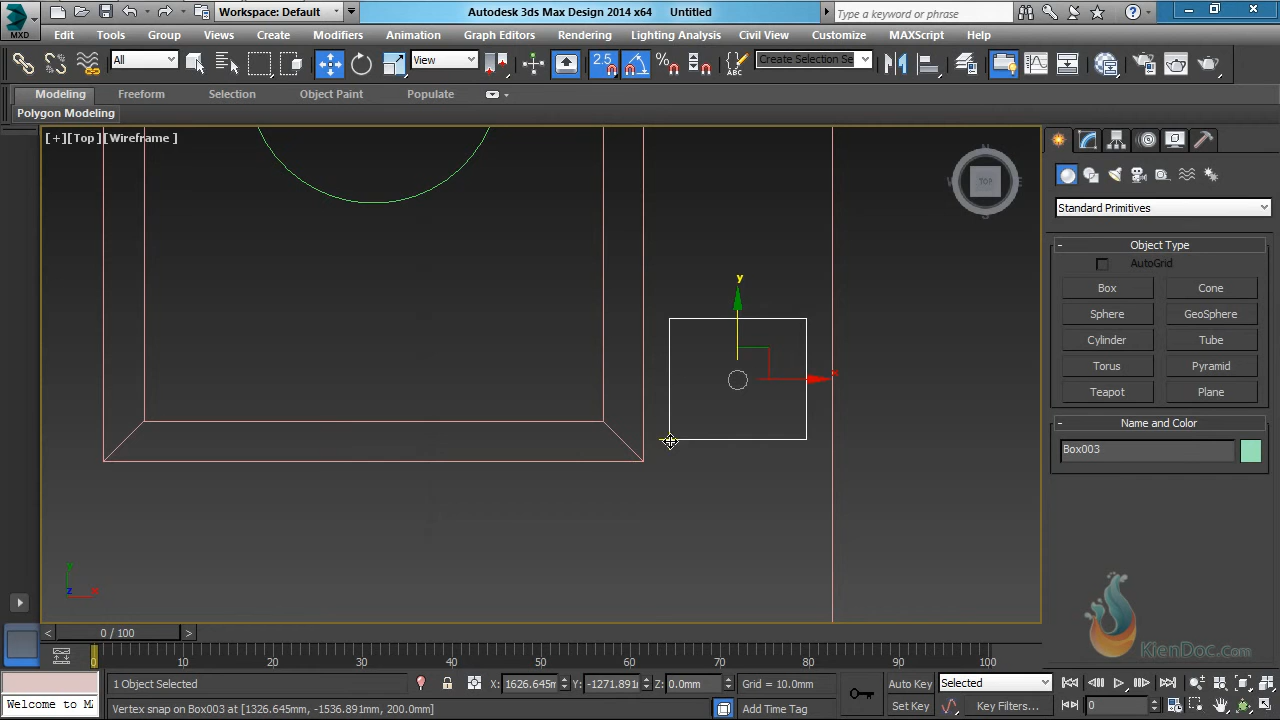 MXD
Workspace: Default
Autodesk 3ds Max Design 2014 x64 Untitled
Type a keyword or phrase
Edit Tools Group Views Create Modifiers Animation Graph Editors Rendering Lighting Analysis Civil View Customize MAXScript Help
All View 2.5 Create Selection Se
Modeling Freeform Selection Object Paint Populate
Polygon Modeling
[+][Top][Wireframe]
TOP
Standard Primitives
- Object Type
AutoGrid
Box Cone
Sphere GeoSphere
Cylinder Tube
Torus Pyramid
Teapot Plane
- Name and Color
Box003
y
x
y
z x
KienDoc.Com
< 0 / 100 >
0 10 20 30 40 50 60 70 80 90 100
1 Object Selected X: 1626.645m Y: -1271.891 Z: 0.0mm Grid = 10.0mm Auto Key Selected
Welcome to M Vertex snap on Box003 at [1326.645mm, -1536.891mm, 200.0mm] Add Time Tag Set Key Key Filters... 0